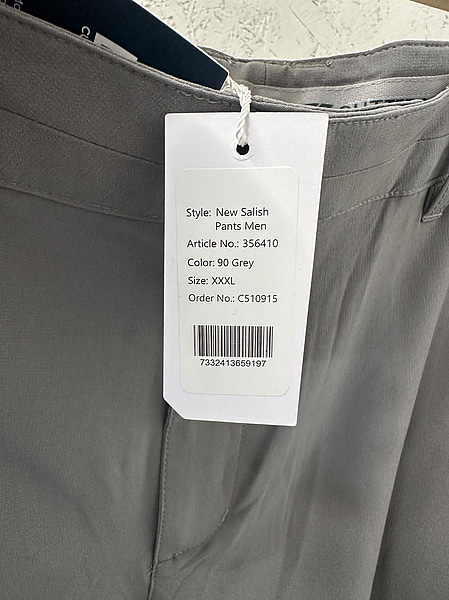 Style: New Salish
Pants Men
Article No.: 356410
Color: 90 Grey
Size: XXXL
Order No.: C510915
7332413659197